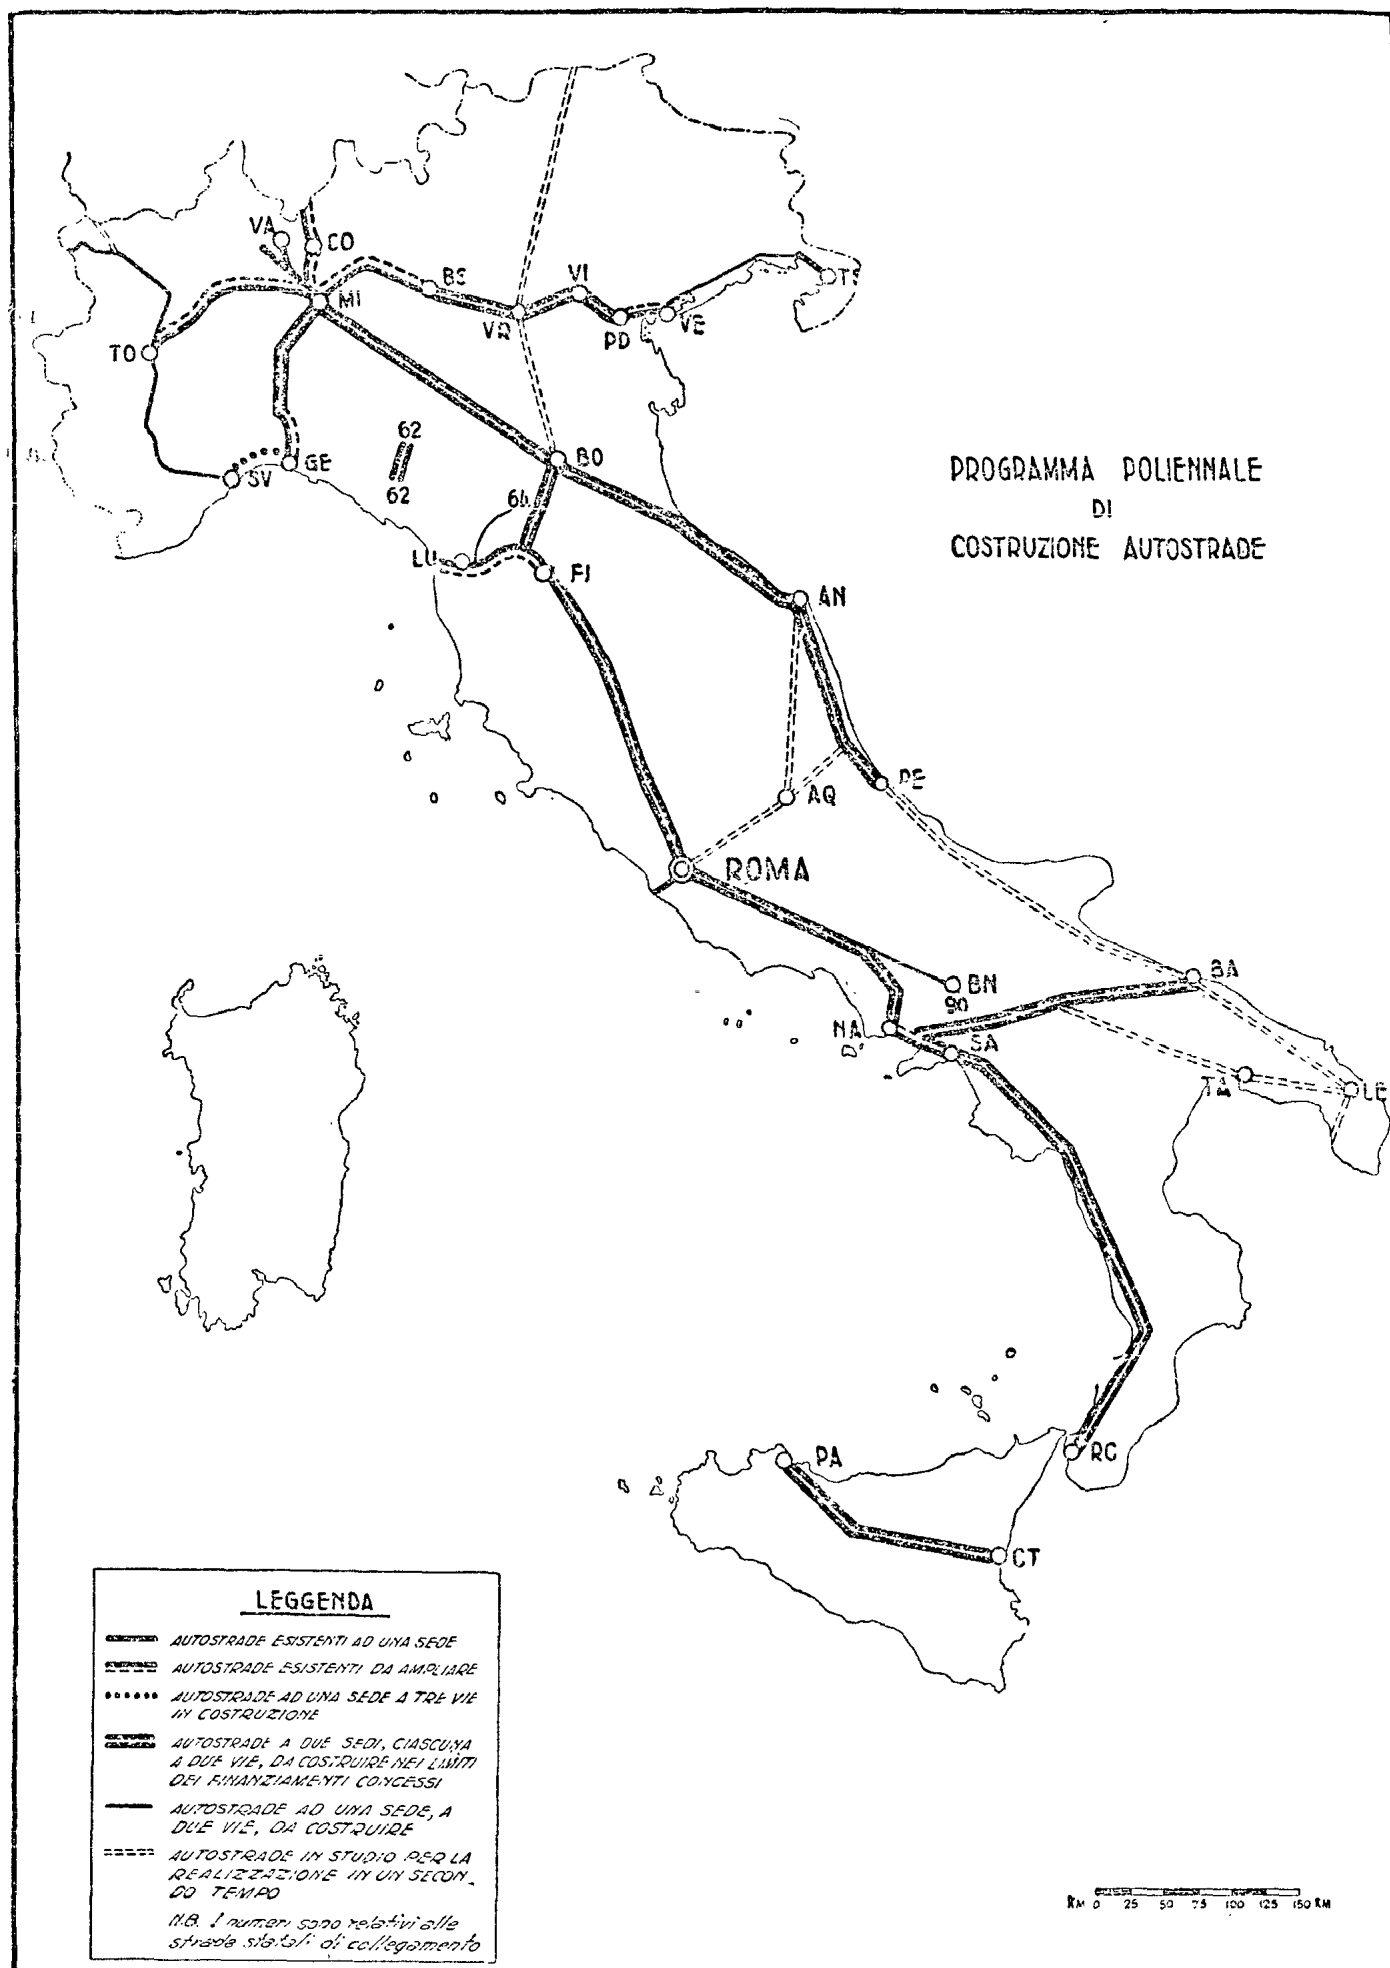 VA
CO
MI
BS
VI
VR
PD
VE
TS
TO
SV
GE
62
62
BO
64
LU
FI
PROGRAMMA POLIENNALE
DI
COSTRUZIONE AUTOSTRADE
AN
PE
AQ
ROMA
BN
90
BA
NA
SA
TA
LE
RC
PA
CT
LEGGENDA
AUTOSTRADE ESISTENTI AD UNA SEDE
AUTOSTRADE ESISTENTI DA AMPLIARE
AUTOSTRADE AD UNA SEDE A TRE VIE
IN COSTRUZIONE
AUTOSTRADE A DUE SEDI, CIASCUNA
A DUE VIE, DA COSTRUIRE NEI LIMITI
DEI FINANZIAMENTI CONCESSI
AUTOSTRADE AD UNA SEDE, A
DUE VIE, DA COSTRUIRE
AUTOSTRADE IN STUDIO PER LA
REALIZZAZIONE IN UN SECON-
DO TEMPO
N.B. I numeri sono relativi alle
strade statali di collegamento
KM 0 25 50 75 100 125 150 KM